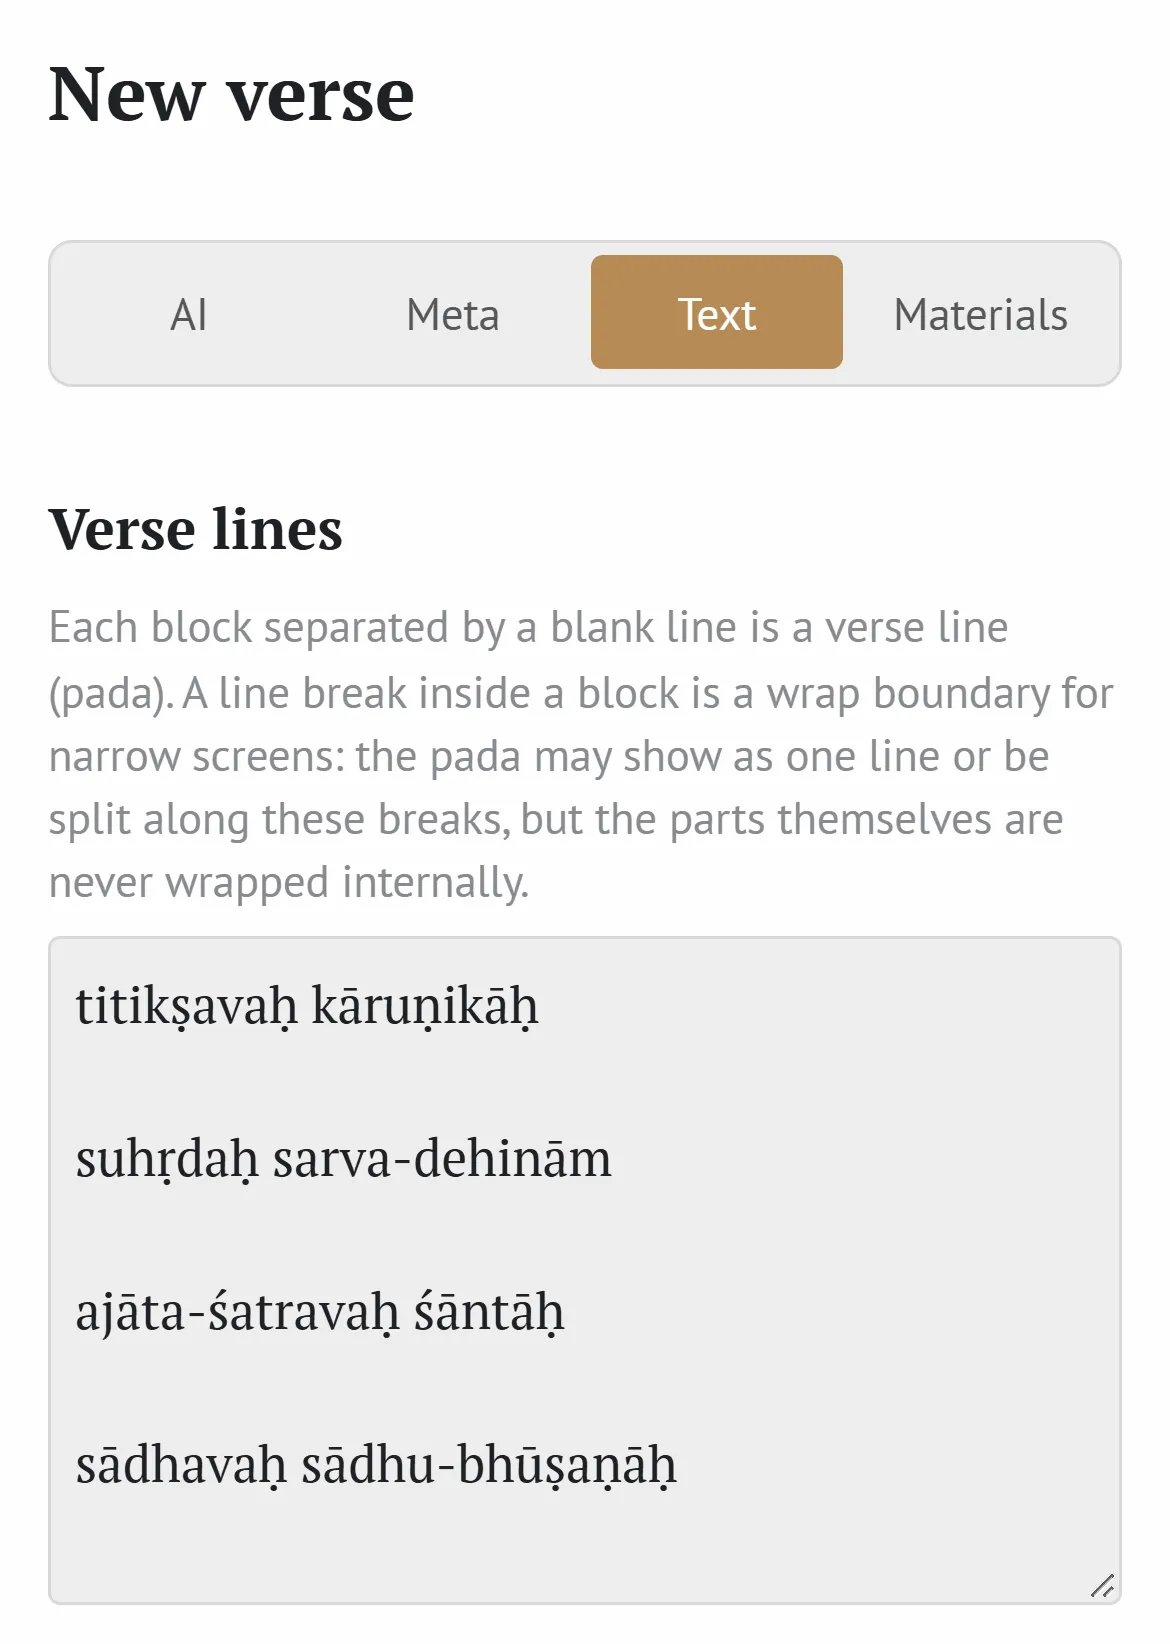 New verse
AI Meta Text Materials
Verse lines
Each block separated by a blank line is a verse line
(pada). A line break inside a block is a wrap boundary for
narrow screens: the pada may show as one line or be
split along these breaks, but the parts themselves are
never wrapped internally.
titikṣavaḥ kāruṇikāḥ
suhṛdaḥ sarva-dehinām
ajāta-śatravaḥ śāntāḥ
sādhavaḥ sādhu-bhūṣaṇāḥ